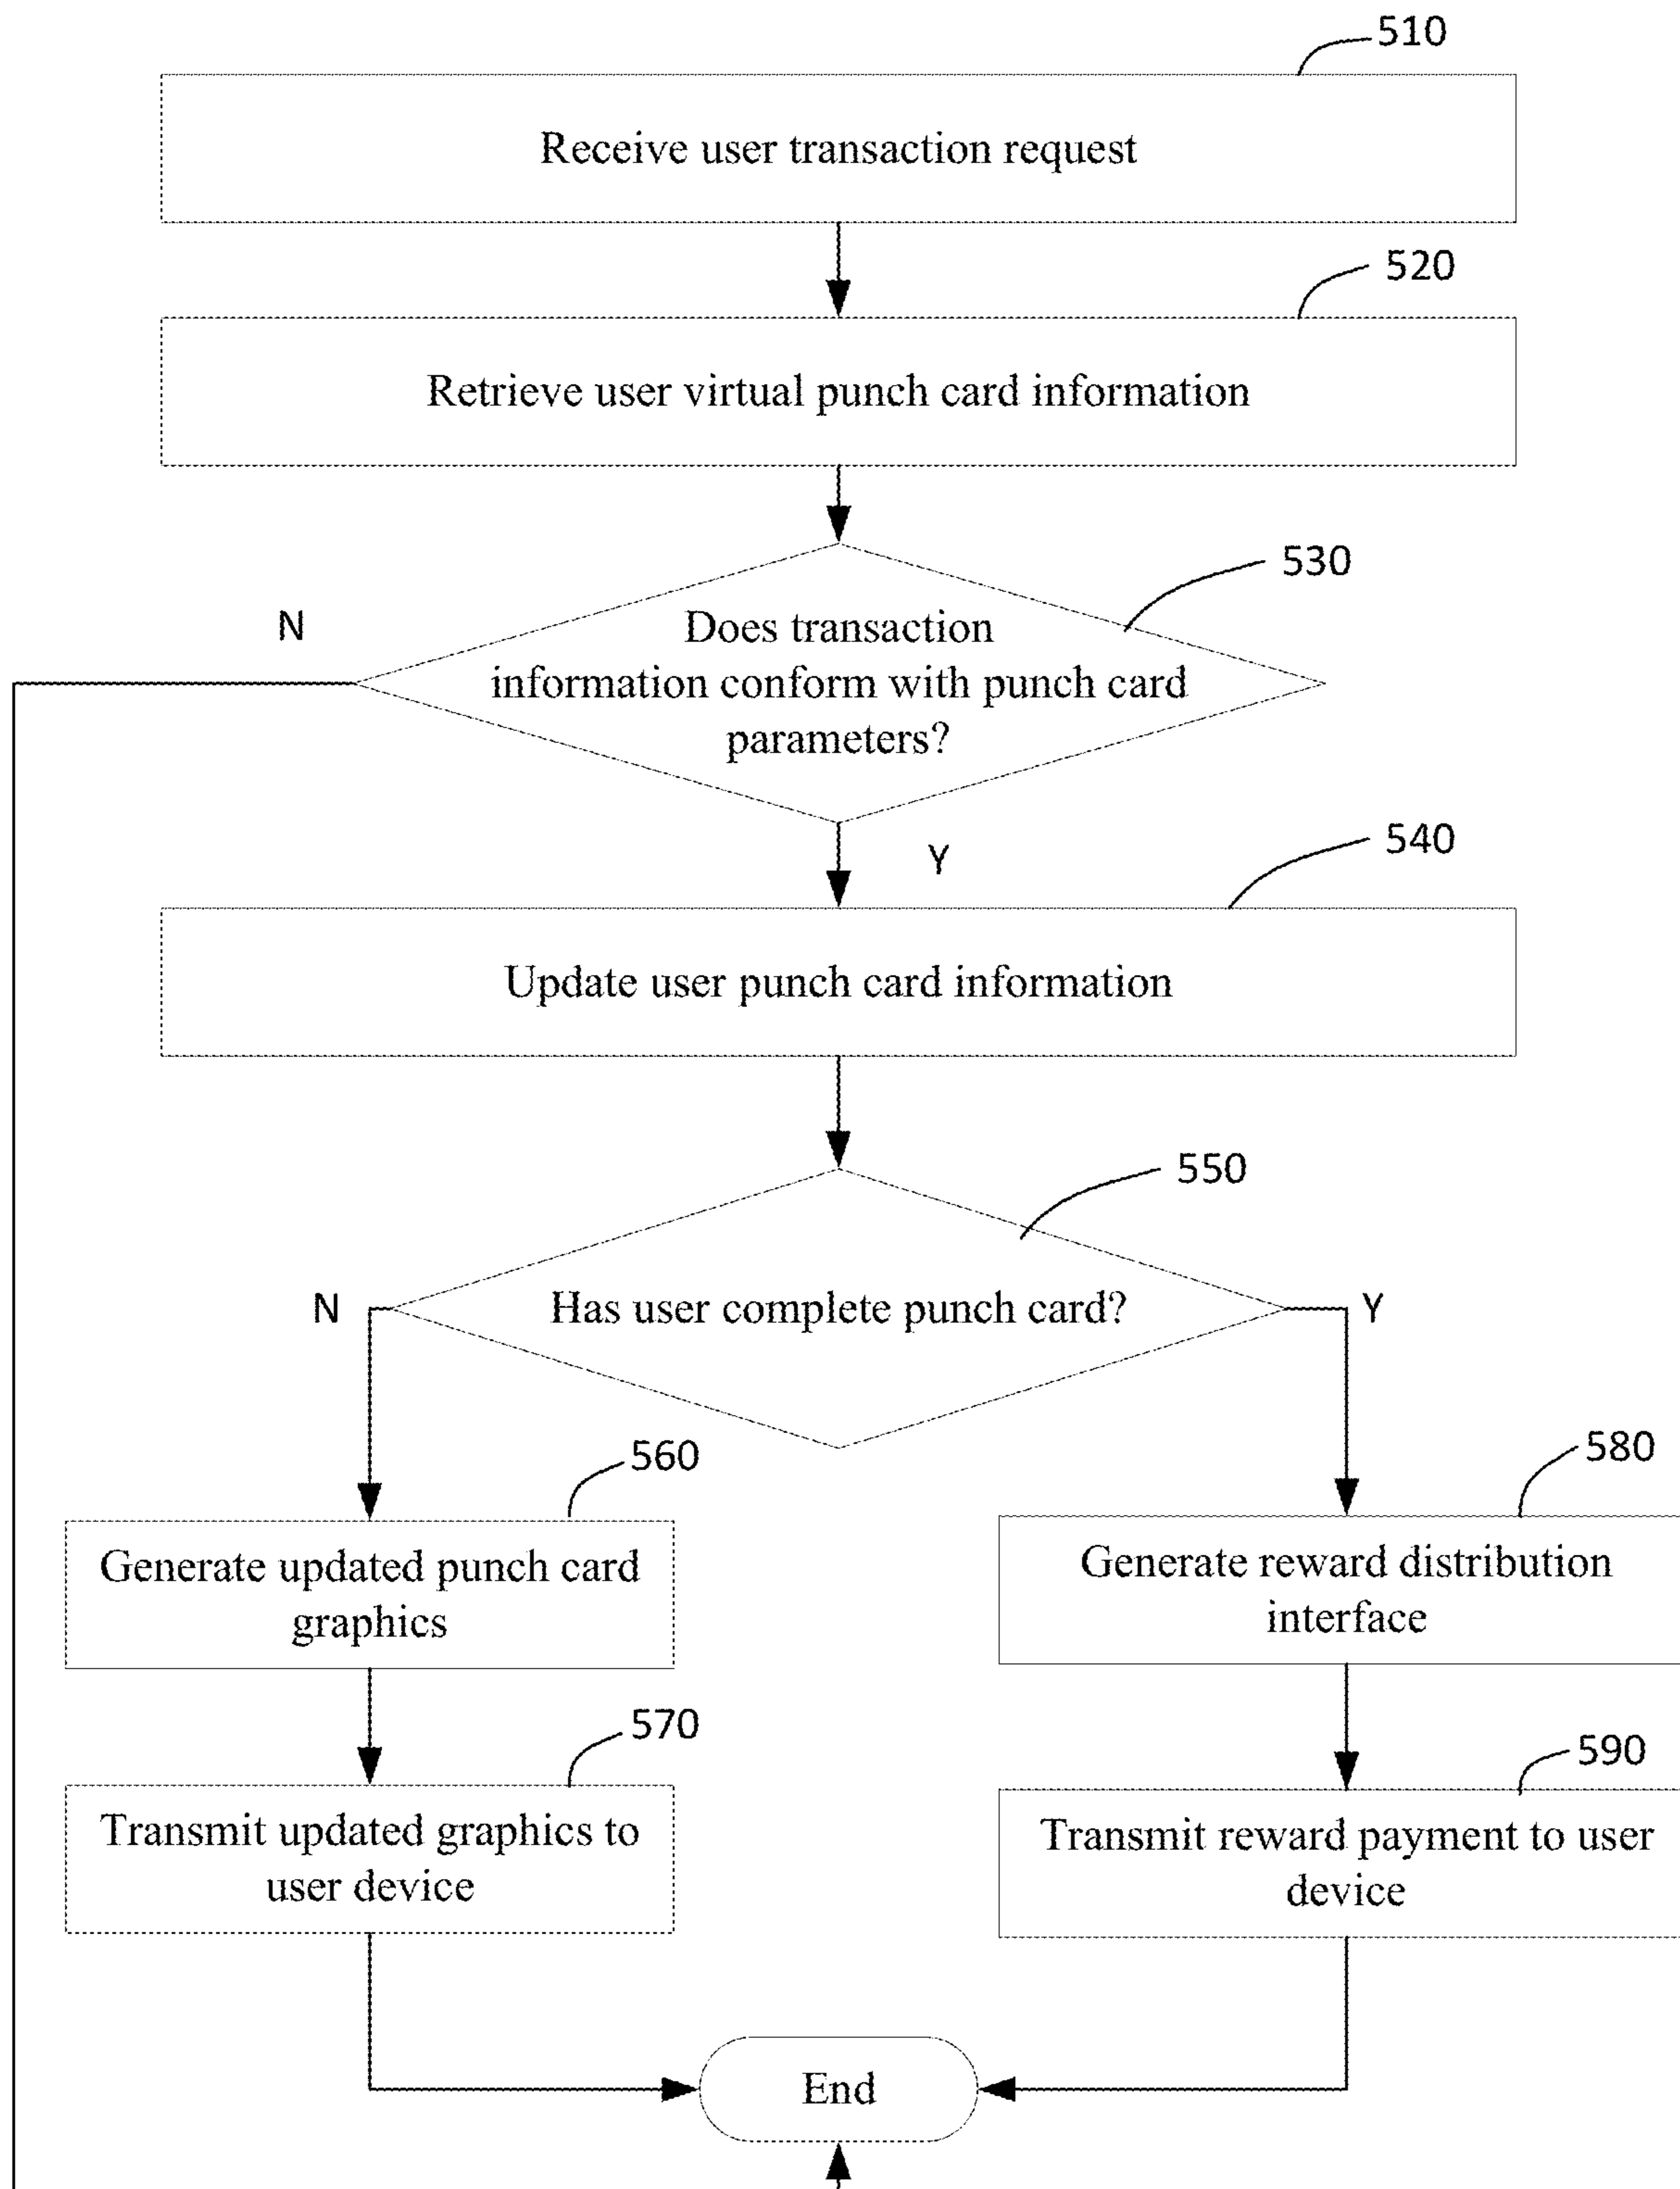 510
Receive user transaction request
520
Retrieve user virtual punch card information
530
N
Does transaction
information conform with punch card
parameters?
540
Y
Update user punch card information
550
N
Has user complete punch card?
Y
560
580
Generate updated punch card
graphics
Generate reward distribution
interface
570
590
Transmit updated graphics to
user device
Transmit reward payment to user
device
End